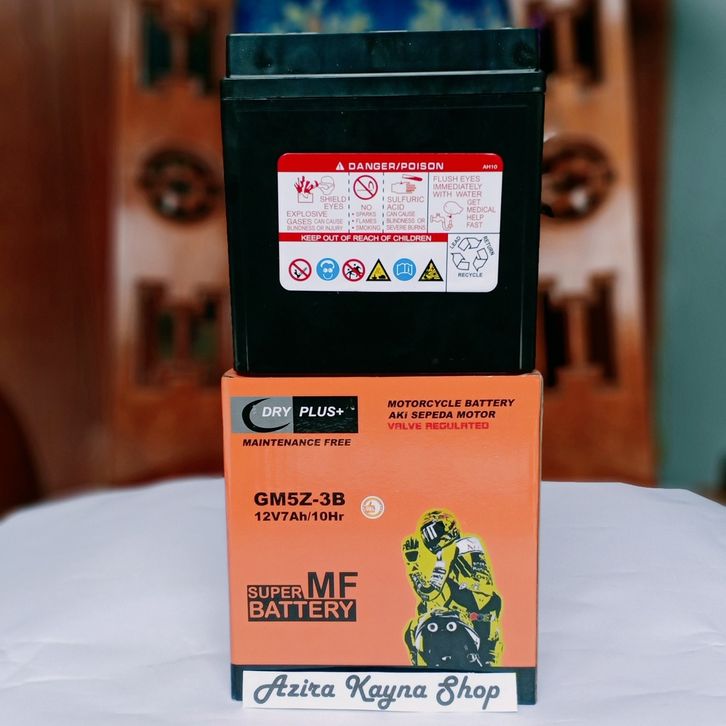 DANGER/POISON
AH10
SHIELD
EYES
EXPLOSIVE
GASES CAN CAUSE
BLINDNESS OR INJURY
NO
• SPARKS
• FLAMES
• SMOKING
SULFURIC
ACID
CAN CAUSE
BLINDNESS OR
SEVERE BURNS
FLUSH EYES
IMMEDIATELY
WITH WATER
GET
MEDICAL
HELP
FAST
KEEP OUT OF REACH OF CHILDREN
LEAD
RETURN
RECYCLE
DRY PLUS+
MAINTENANCE FREE
MOTORCYCLE BATTERY
AKi SEPEDA MOTOR
VALVE REGULATED
GM5Z-3B
12V7Ah/10Hr
SUPER MF
BATTERY
Azira Kayna Shop